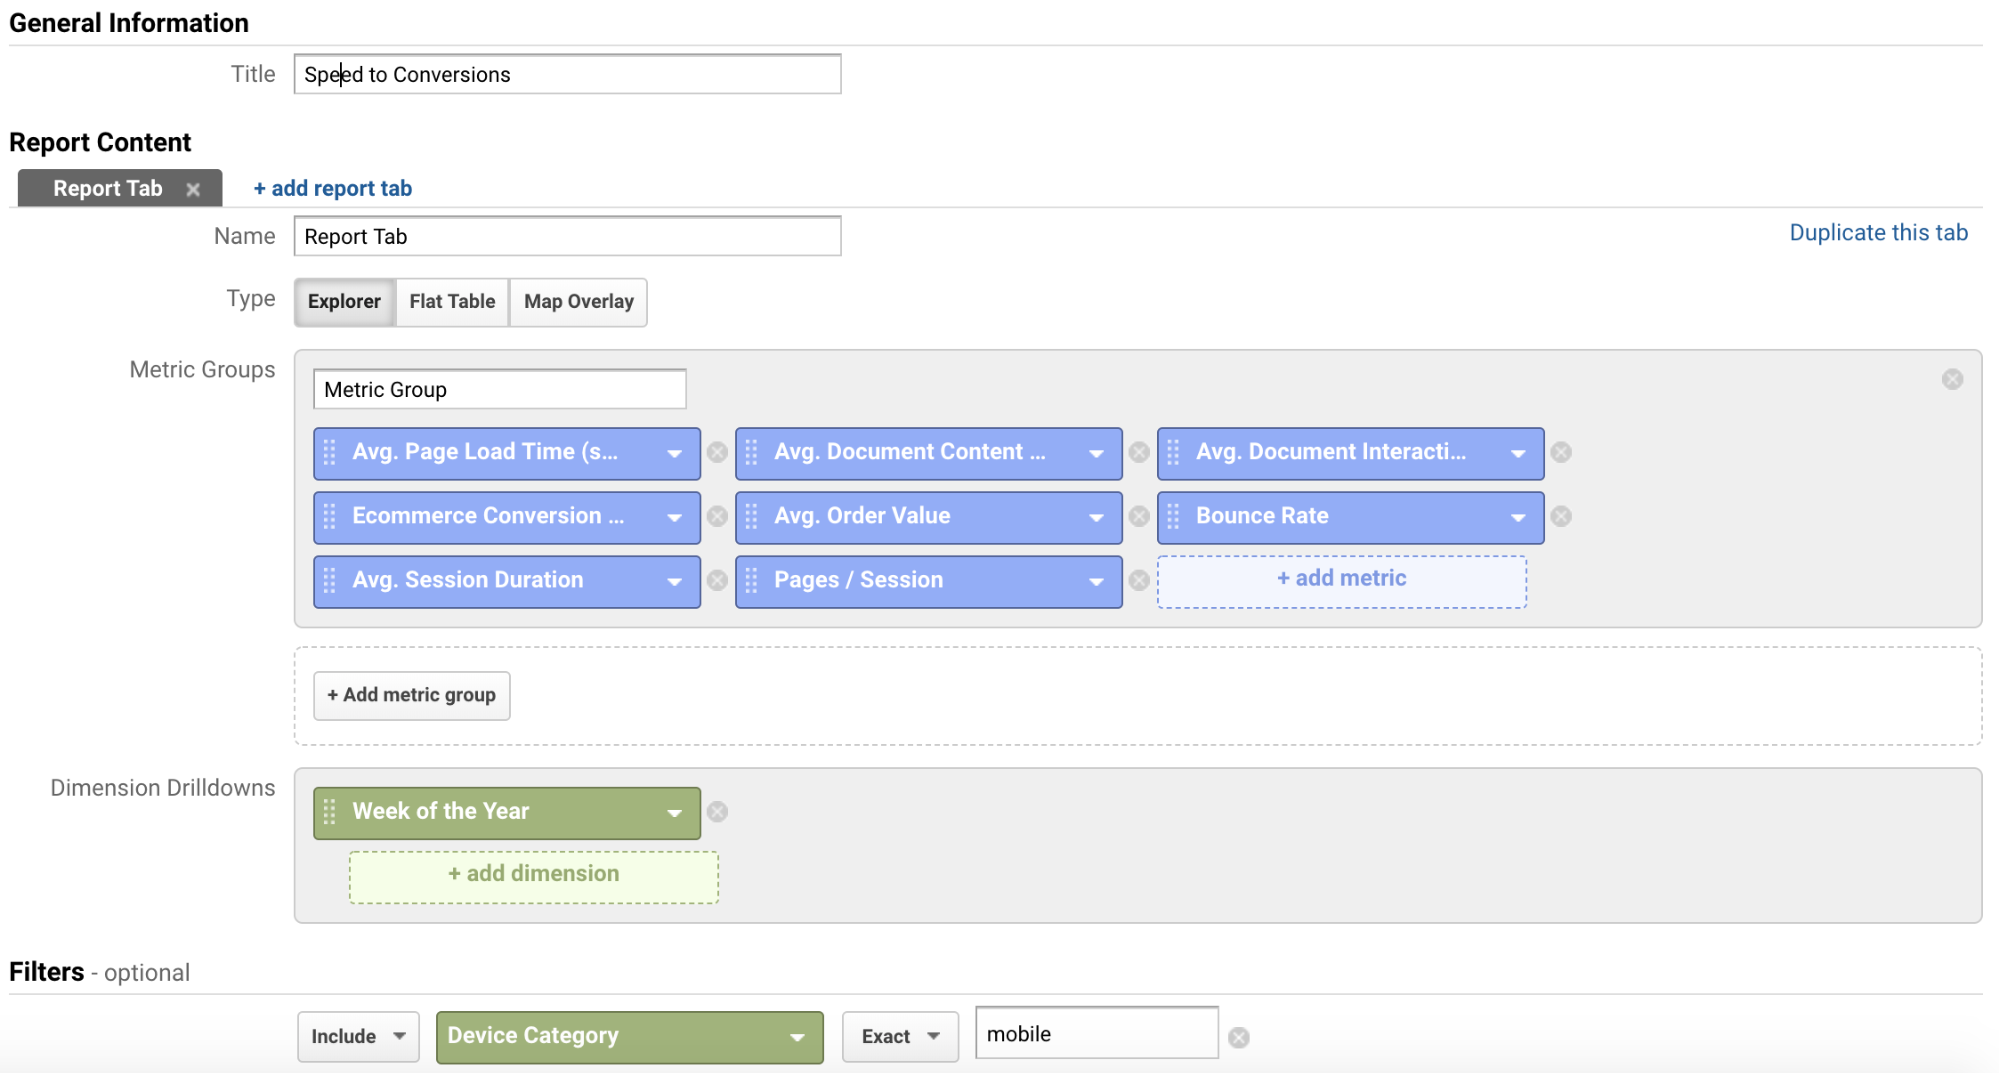 General Information
Title Speed to Conversions
Report Content
Report Tab + add report tab
Name Report Tab Duplicate this tab
Type Explorer Flat Table Map Overlay
Metric Groups
Metric Group
Avg. Page Load Time (s... Avg. Document Content ... Avg. Document Interacti...
Ecommerce Conversion ... Avg. Order Value Bounce Rate
Avg. Session Duration Pages / Session + add metric
+ Add metric group
Dimension Drilldowns
Week of the Year
+ add dimension
Filters - optional
Include Device Category Exact mobile